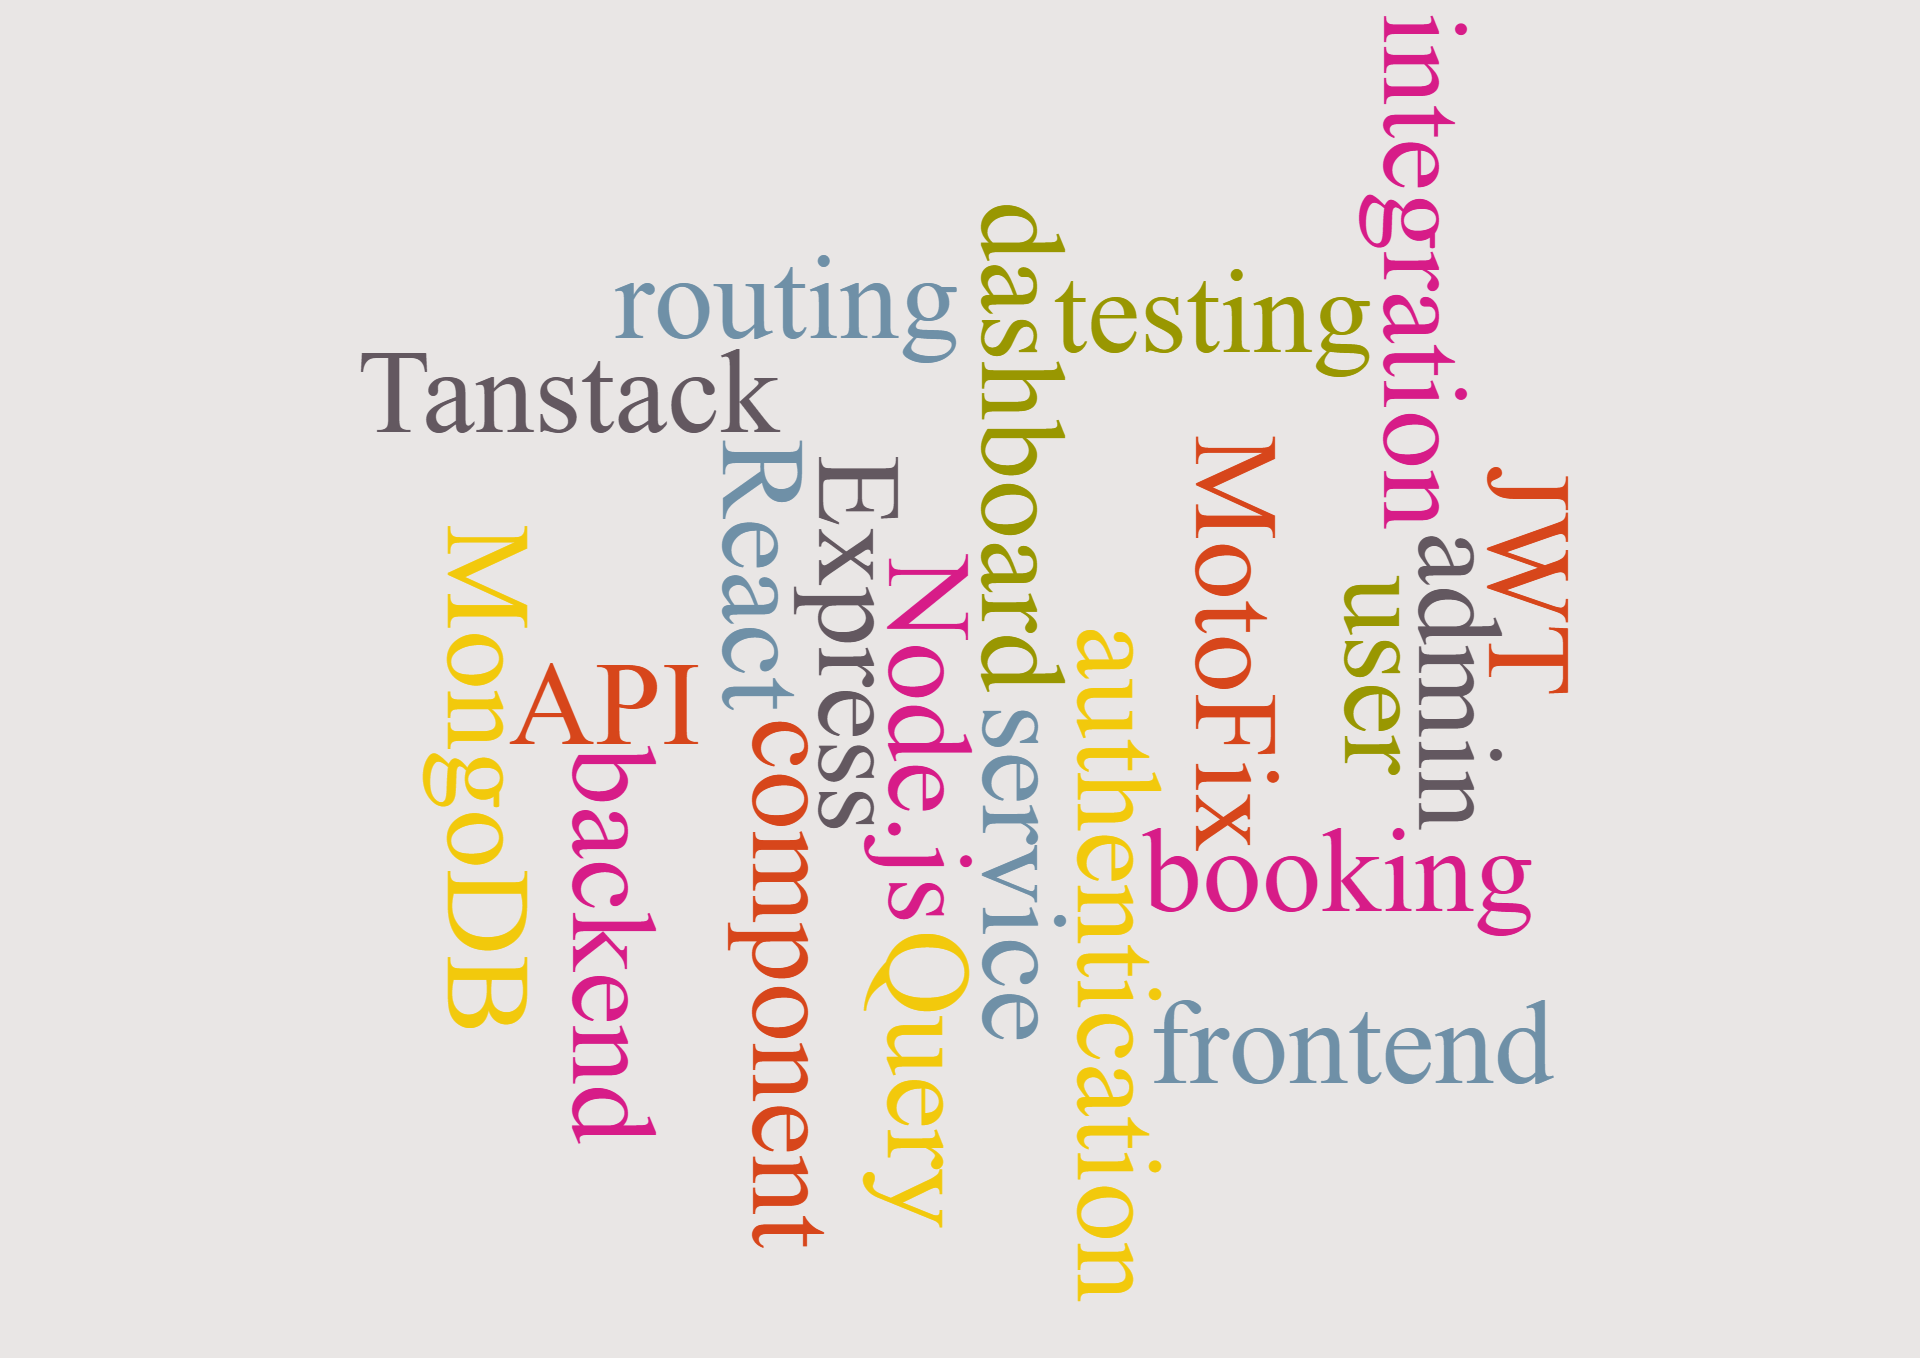 integration
dashboard
routing
testing
Tanstack
MotoFix
React
Express
JWT
MongoDB
admin
Node.js
user
authentication
API
service
component
backend
booking
Query
frontend